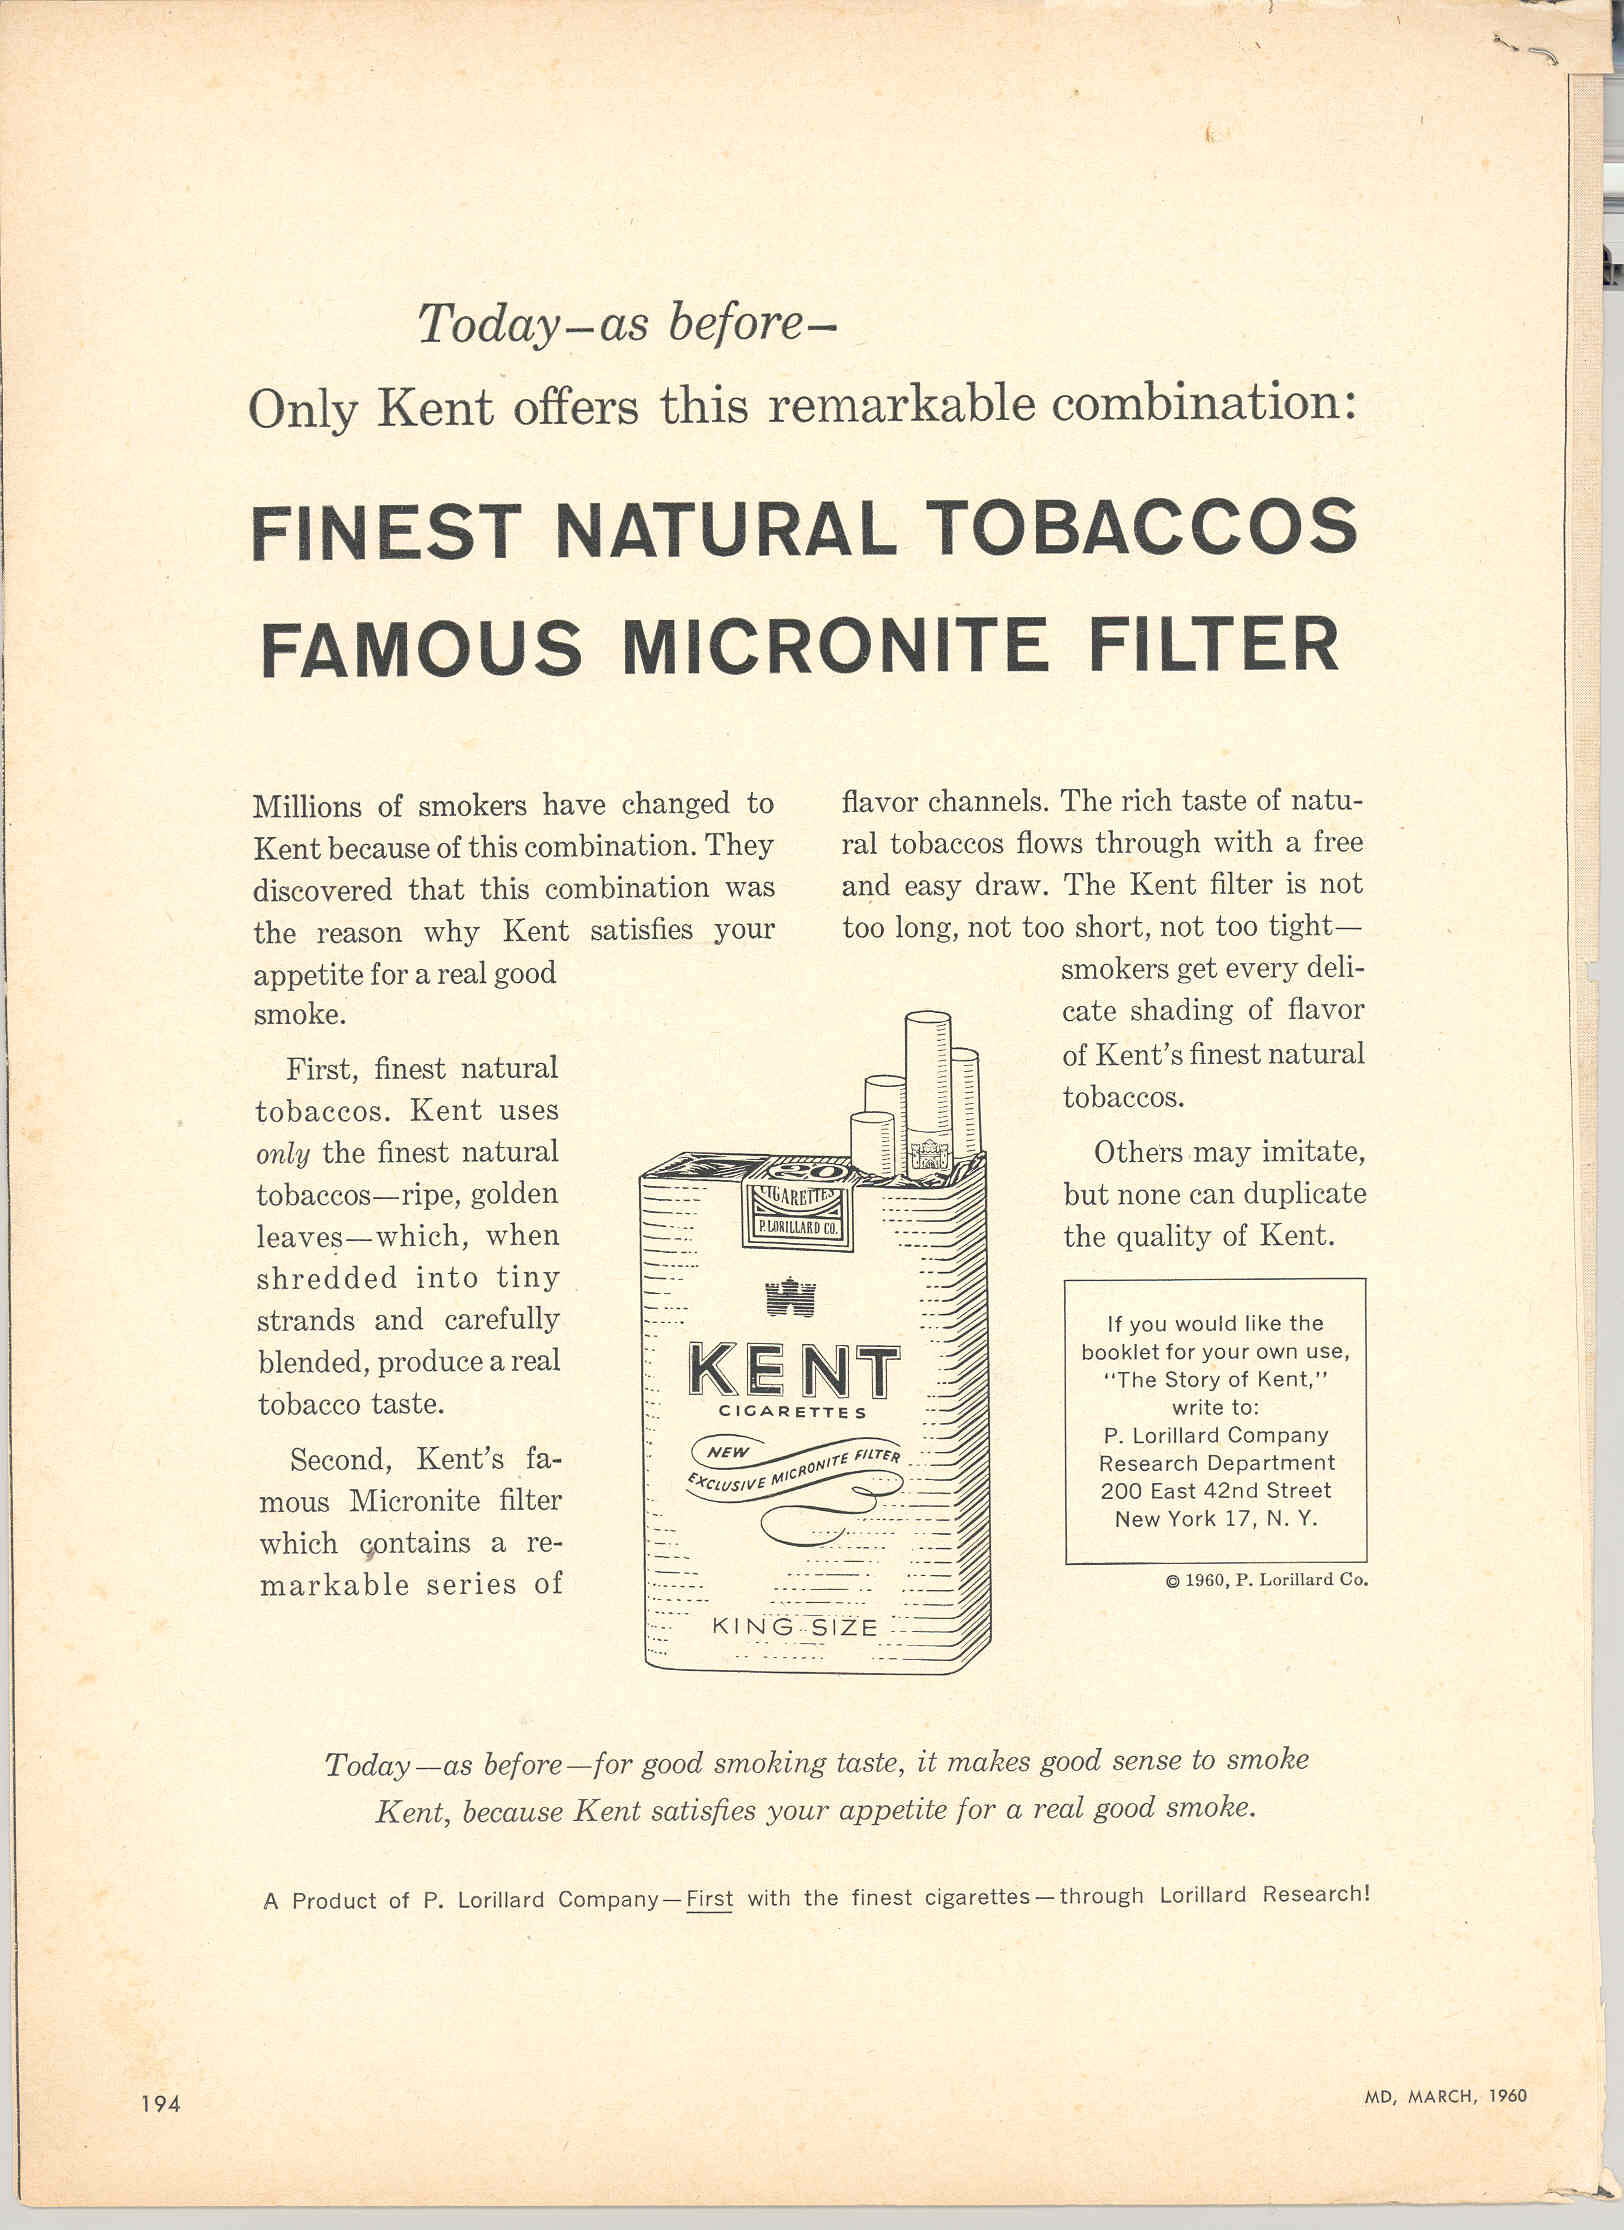 Today—as before—
Only Kent offers this remarkable combination:
FINEST NATURAL TOBACCOS
FAMOUS MICRONITE FILTER
Millions of smokers have changed to
Kent because of this combination. They
discovered that this combination was
the reason why Kent satisfies your
appetite for a real good
smoke.
First, finest natural
tobaccos. Kent uses
only the finest natural
tobaccos—ripe, golden
leaves—which, when
shredded into tiny
strands and carefully
blended, produce a real
tobacco taste.
Second, Kent's fa-
mous Micronite filter
which contains a re-
markable series of
flavor channels. The rich taste of natu-
ral tobaccos flows through with a free
and easy draw. The Kent filter is not
too long, not too short, not too tight—
smokers get every deli-
cate shading of flavor
of Kent's finest natural
tobaccos.
Others may imitate,
but none can duplicate
the quality of Kent.
20
CIGARETTES
P. LORILLARD CO.
KENT
CIGARETTES
NEW
EXCLUSIVE MICRONITE FILTER
KING SIZE
If you would like the
booklet for your own use,
"The Story of Kent,"
write to:
P. Lorillard Company
Research Department
200 East 42nd Street
New York 17, N. Y.
© 1960, P. Lorillard Co.
Today—as before—for good smoking taste, it makes good sense to smoke
Kent, because Kent satisfies your appetite for a real good smoke.
A Product of P. Lorillard Company—First with the finest cigarettes—through Lorillard Research!
194
MD, MARCH, 1960